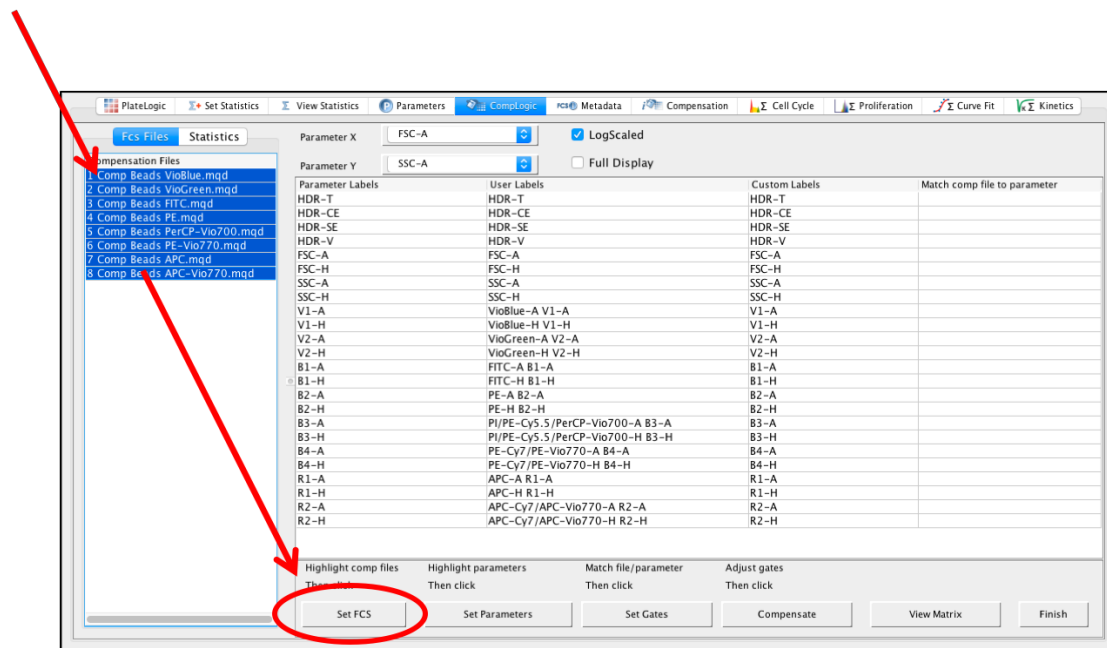 PlateLogic Σ+ Set Statistics Σ View Statistics P Parameters CompLogic FCS Metadata i Compensation Σ Cell Cycle Σ Proliferation Σ Curve Fit K Σ Kinetics
Fcs Files Statistics
Parameter X FSC-A LogScaled
Parameter Y SSC-A Full Display
Compensation Files
1 Comp Beads VioBlue.mqd
2 Comp Beads VioGreen.mqd
3 Comp Beads FITC.mqd
4 Comp Beads PE.mqd
5 Comp Beads PerCP-Vio700.mqd
6 Comp Beads PE-Vio770.mqd
7 Comp Beads APC.mqd
8 Comp Beads APC-Vio770.mqd
Parameter Labels User Labels Custom Labels Match comp file to parameter
HDR-T HDR-T HDR-T
HDR-CE HDR-CE HDR-CE
HDR-SE HDR-SE HDR-SE
HDR-V HDR-V HDR-V
FSC-A FSC-A FSC-A
FSC-H FSC-H FSC-H
SSC-A SSC-A SSC-A
SSC-H SSC-H SSC-H
V1-A VioBlue-A V1-A V1-A
V1-H VioBlue-H V1-H V1-H
V2-A VioGreen-A V2-A V2-A
V2-H VioGreen-H V2-H V2-H
B1-A FITC-A B1-A B1-A
B1-H FITC-H B1-H B1-H
B2-A PE-A B2-A B2-A
B2-H PE-H B2-H B2-H
B3-A PI/PE-Cy5.5/PerCP-Vio700-A B3-A B3-A
B3-H PI/PE-Cy5.5/PerCP-Vio700-H B3-H B3-H
B4-A PE-Cy7/PE-Vio770-A B4-A B4-A
B4-H PE-Cy7/PE-Vio770-H B4-H B4-H
R1-A APC-A R1-A R1-A
R1-H APC-H R1-H R1-H
R2-A APC-Cy7/APC-Vio770-A R2-A R2-A
R2-H APC-Cy7/APC-Vio770-H R2-H R2-H
Highlight comp files Highlight parameters Match file/parameter Adjust gates
Then click Then click Then click Then click
Set FCS Set Parameters Set Gates Compensate View Matrix Finish